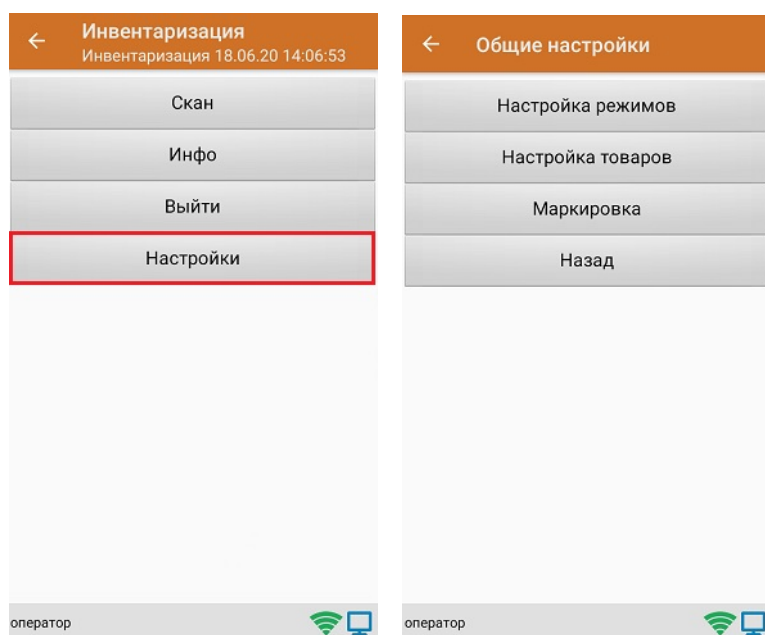 Инвентаризация
Инвентаризация 18.06.20 14:06:53
Скан
Инфо
Выйти
Настройки
оператор
Общие настройки
Настройка режимов
Настройка товаров
Маркировка
Назад
оператор